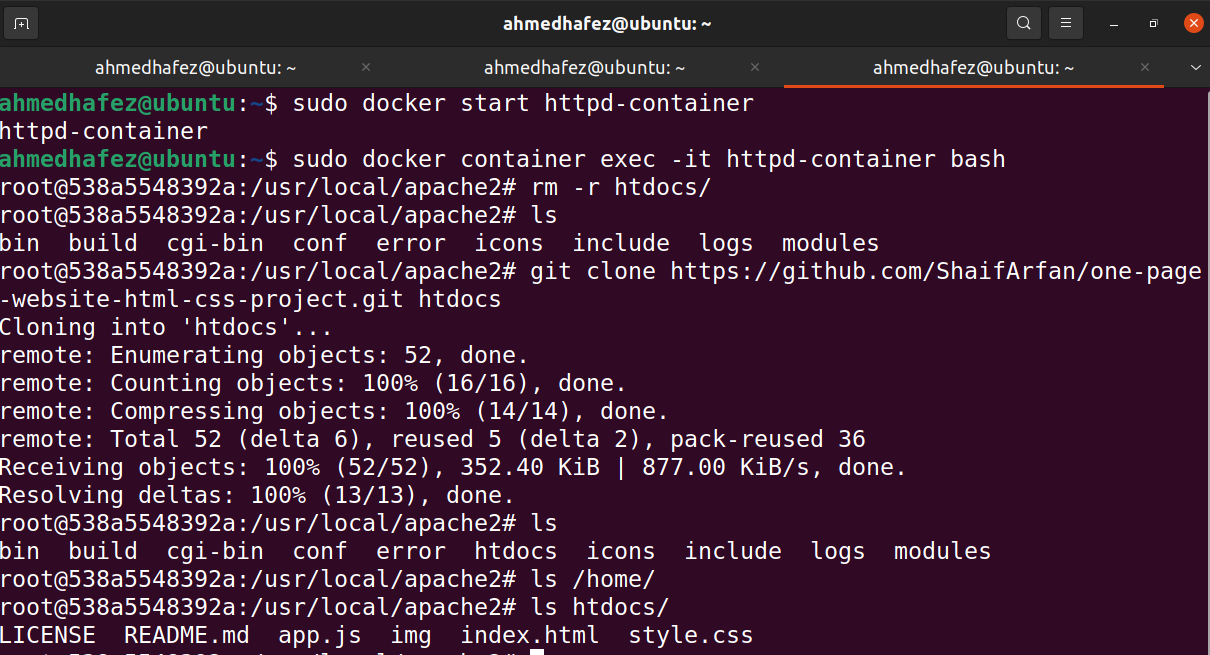 ahmedhafez@ubuntu: ~
ahmedhafez@ubuntu: ~ × ahmedhafez@ubuntu: ~ × ahmedhafez@ubuntu: ~ ×
ahmedhafez@ubuntu:~$ sudo docker start httpd-container
httpd-container
ahmedhafez@ubuntu:~$ sudo docker container exec -it httpd-container bash
root@538a5548392a:/usr/local/apache2# rm -r htdocs/
root@538a5548392a:/usr/local/apache2# ls
bin  build  cgi-bin  conf  error  icons  include  logs  modules
root@538a5548392a:/usr/local/apache2# git clone https://github.com/ShaifArfan/one-page
-website-html-css-project.git htdocs
Cloning into 'htdocs'...
remote: Enumerating objects: 52, done.
remote: Counting objects: 100% (16/16), done.
remote: Compressing objects: 100% (14/14), done.
remote: Total 52 (delta 6), reused 5 (delta 2), pack-reused 36
Receiving objects: 100% (52/52), 352.40 KiB | 877.00 KiB/s, done.
Resolving deltas: 100% (13/13), done.
root@538a5548392a:/usr/local/apache2# ls
bin  build  cgi-bin  conf  error  htdocs  icons  include  logs  modules
root@538a5548392a:/usr/local/apache2# ls /home/
root@538a5548392a:/usr/local/apache2# ls htdocs/
LICENSE  README.md  app.js  img  index.html  style.css